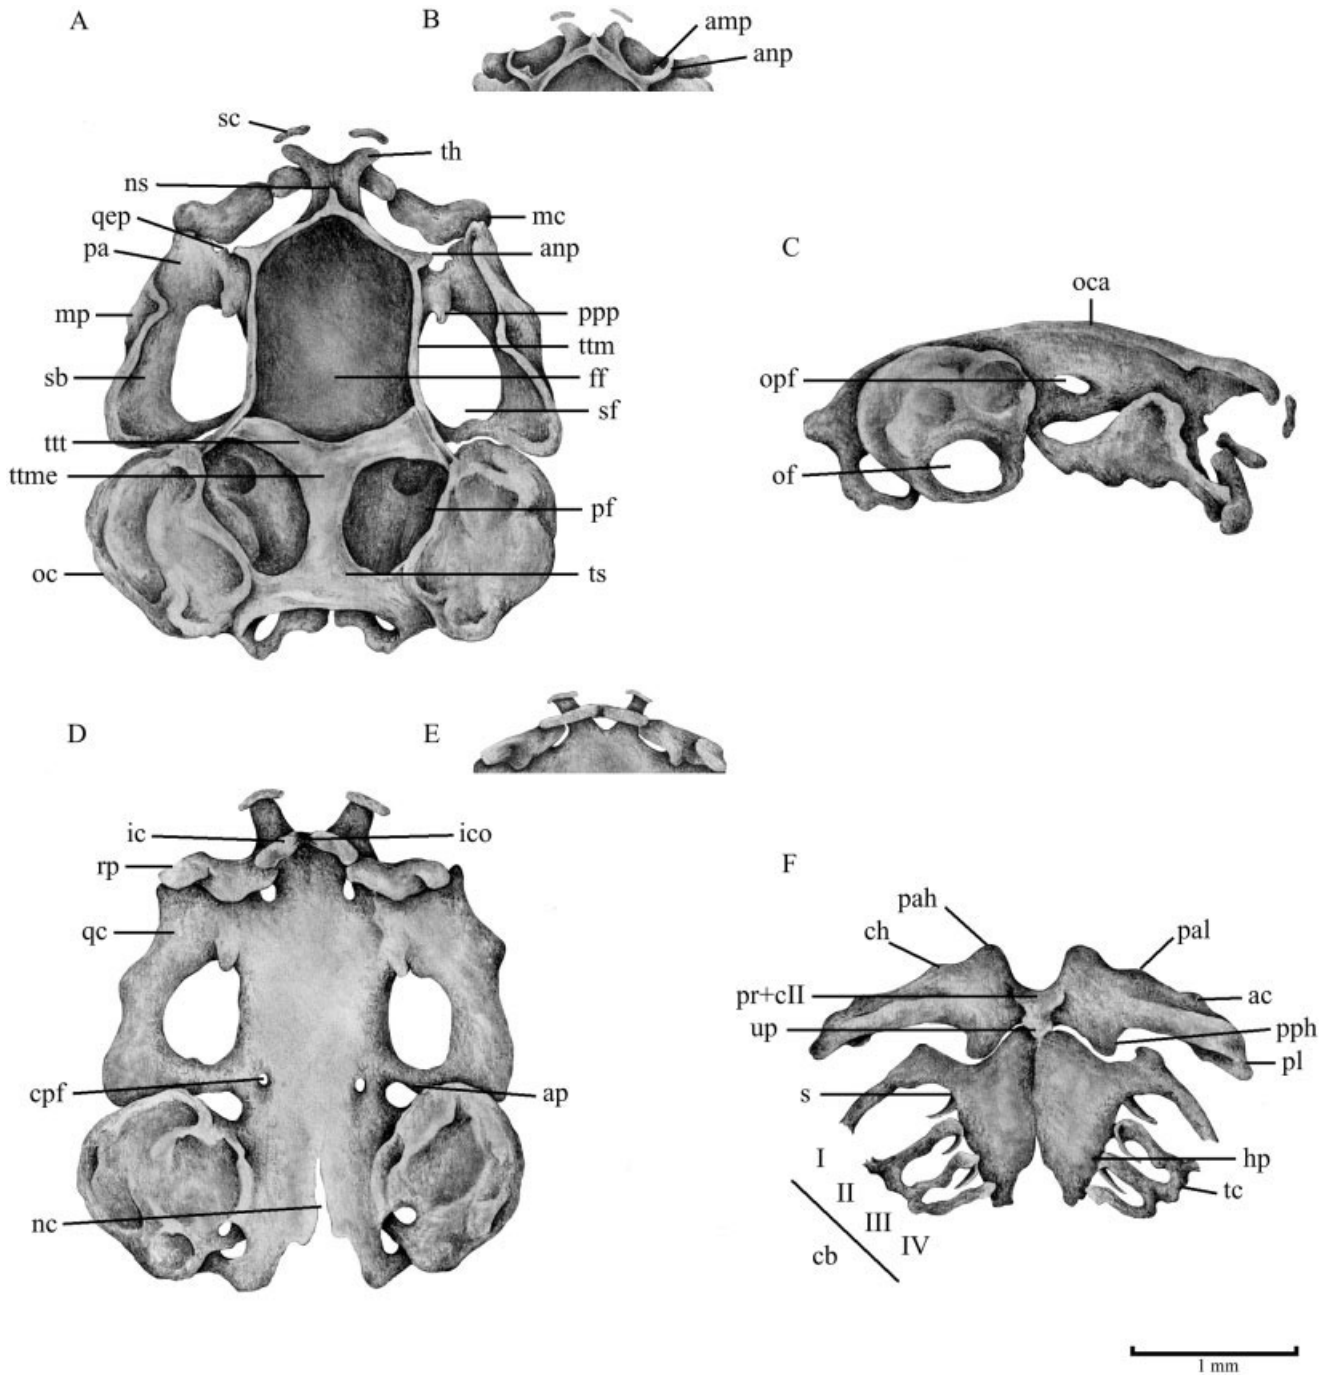 A
B
amp
anp
sc
th
ns
qep
mc
pa
anp
mp
ppp
ttm
sb
ff
sf
ttt
ttme
pf
oc
ts
C
oca
opf
of
D
E
ic
ico
rp
qc
cpf
ap
nc
F
pah
ch
pal
pr+cII
ac
up
pph
pl
s
I
hp
II
tc
III
IV
cb
1 mm